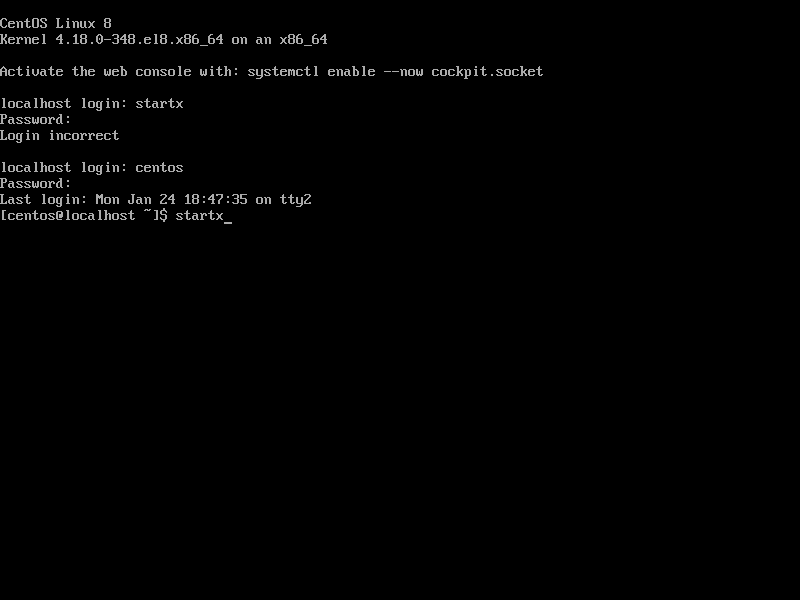 CentOS Linux 8
Kernel 4.18.0-348.el8.x86_64 on an x86_64
Activate the web console with: systemctl enable --now cockpit.socket
localhost login: startx
Password:
Login incorrect
localhost login: centos
Password:
Last login: Mon Jan 24 18:47:35 on tty2
[centos@localhost ~]$ startx_